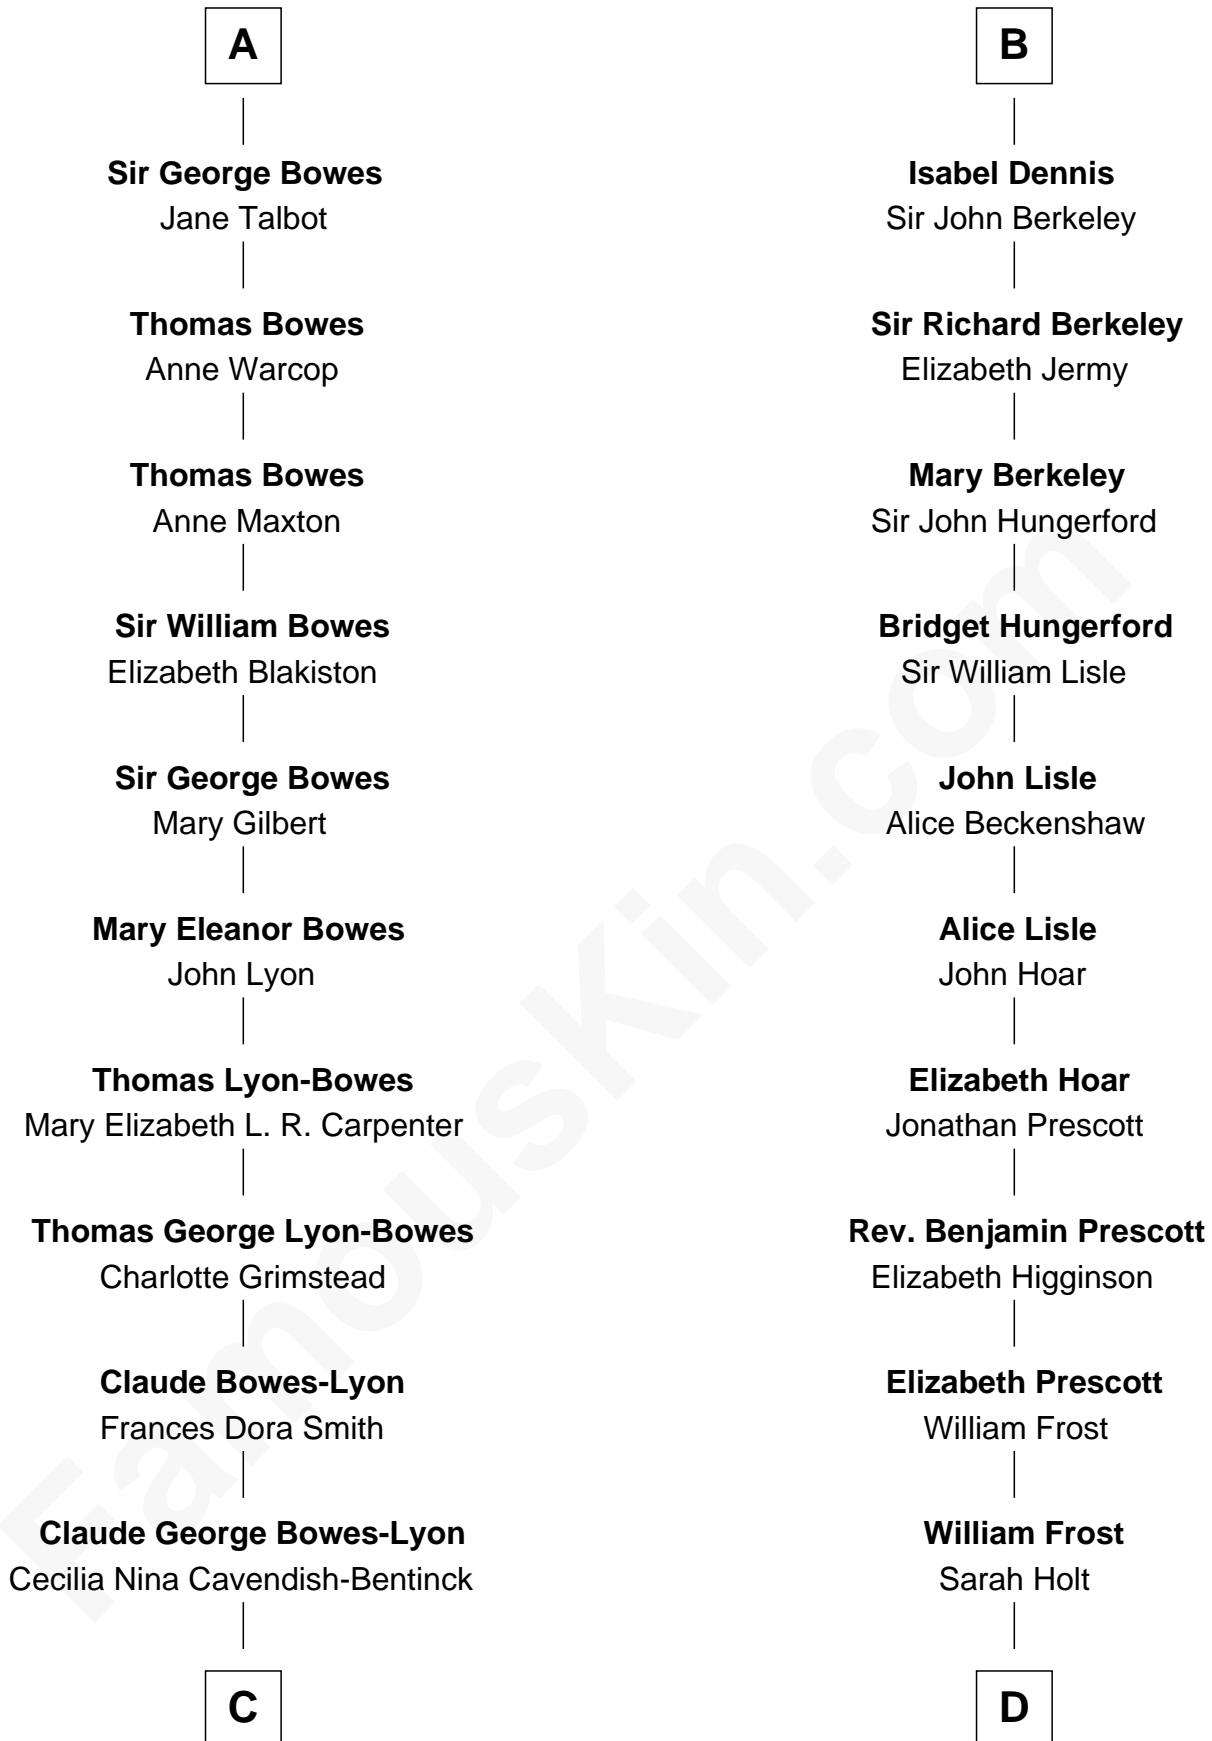 A
Sir George Bowes
Jane Talbot
Thomas Bowes
Anne Warcop
Thomas Bowes
Anne Maxton
Sir William Bowes
Elizabeth Blakiston
Sir George Bowes
Mary Gilbert
Mary Eleanor Bowes
John Lyon
Thomas Lyon-Bowes
Mary Elizabeth L. R. Carpenter
Thomas George Lyon-Bowes
Charlotte Grimstead
Claude Bowes-Lyon
Frances Dora Smith
Claude George Bowes-Lyon
Cecilia Nina Cavendish-Bentinck
C
B
Isabel Dennis
Sir John Berkeley
Sir Richard Berkeley
Elizabeth Jermy
Mary Berkeley
Sir John Hungerford
Bridget Hungerford
Sir William Lisle
John Lisle
Alice Beckenshaw
Alice Lisle
John Hoar
Elizabeth Hoar
Jonathan Prescott
Rev. Benjamin Prescott
Elizabeth Higginson
Elizabeth Prescott
William Frost
William Frost
Sarah Holt
D
FamousKin.com